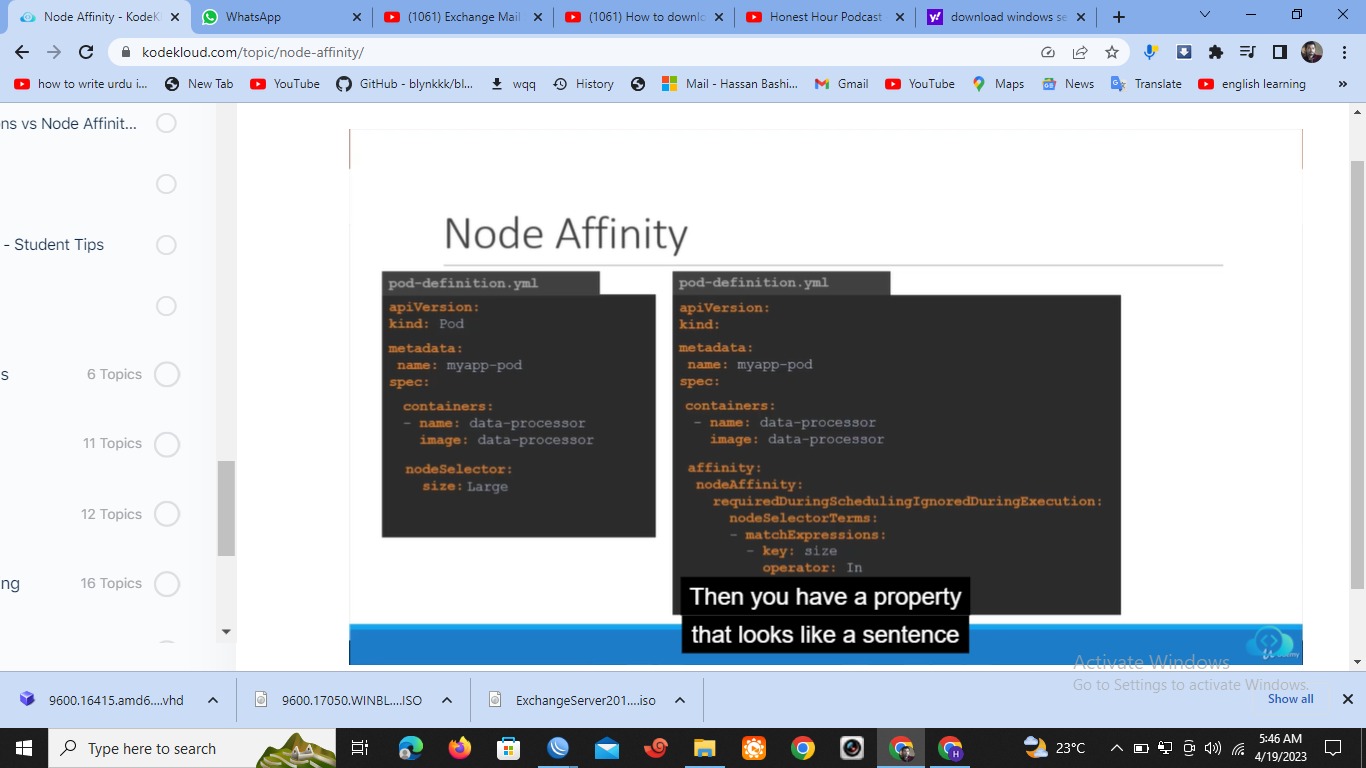 Node Affinity - KodeK
WhatsApp
(1061) Exchange Mail
(1061) How to downlo
Honest Hour Podcast
download windows se
kodekloud.com/topic/node-affinity/
how to write urdu i...
New Tab
YouTube
GitHub - blynkkk/bl...
wqq
History
Mail - Hassan Bashi...
Gmail
YouTube
Maps
News
Translate
english learning
ns vs Node Affinit...
- Student Tips
s
6 Topics
11 Topics
12 Topics
ng
16 Topics
Node Affinity
pod-definition.yml
apiVersion:
kind: Pod
metadata:
name: myapp-pod
spec:
containers:
- name: data-processor
image: data-processor
nodeSelector:
size: Large
pod-definition.yml
apiVersion:
kind:
metadata:
name: myapp-pod
spec:
containers:
- name: data-processor
image: data-processor
affinity:
nodeAffinity:
requiredDuringSchedulingIgnoredDuringExecution:
nodeSelectorTerms:
- matchExpressions:
- key: size
operator: In
Then you have a property
that looks like a sentence
Activate Windows
Go to Settings to activate Windows.
9600.16415.amd6....vhd
9600.17050.WINBL....ISO
ExchangeServer201....iso
Show all
Type here to search
23°C
5:46 AM
4/19/2023